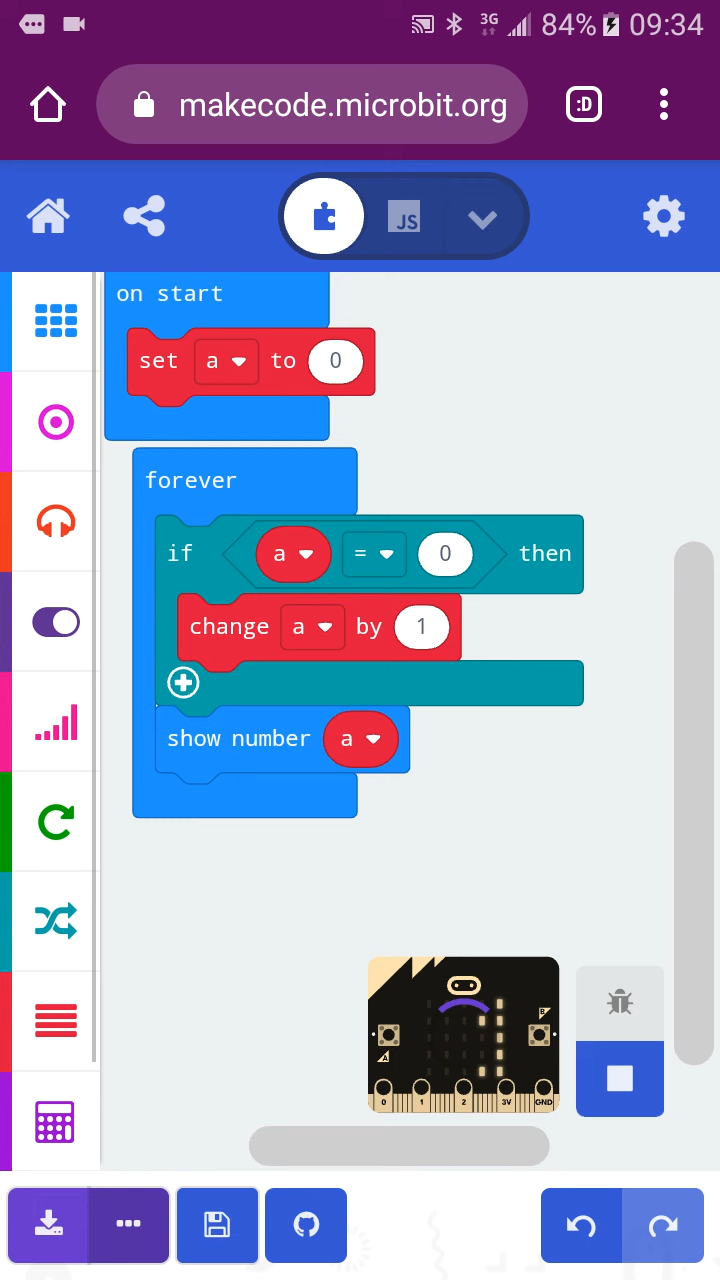 3G 84% 09:34
makecode.microbit.org :D
JS
on start
set a to 0
forever
if a = 0 then
change a by 1
show number a
B
A
0 1 2 3V GND